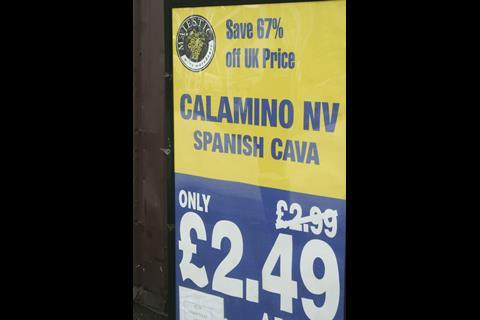 MAJESTIC
Save 67%
off UK Price
CALAMINO NV
SPANISH CAVA
ONLY
£2.99
£2.49